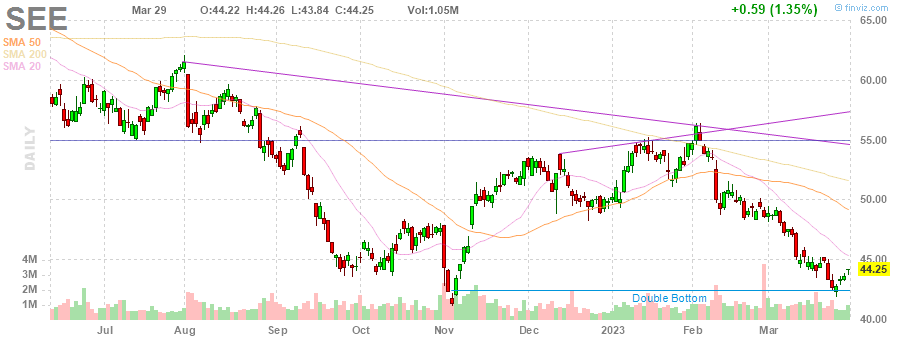 SEE
Mar 29 O:44.22 H:44.26 L:43.84 C:44.25 Vol:1.05M +0.59 (1.35%)
finviz.com
SMA 50
SMA 200
SMA 20
DAILY
65.00
60.00
55.00
50.00
45.00
44.25
40.00
4M
3M
2M
1M
Double Bottom
Jul Aug Sep Oct Nov Dec 2023 Feb Mar